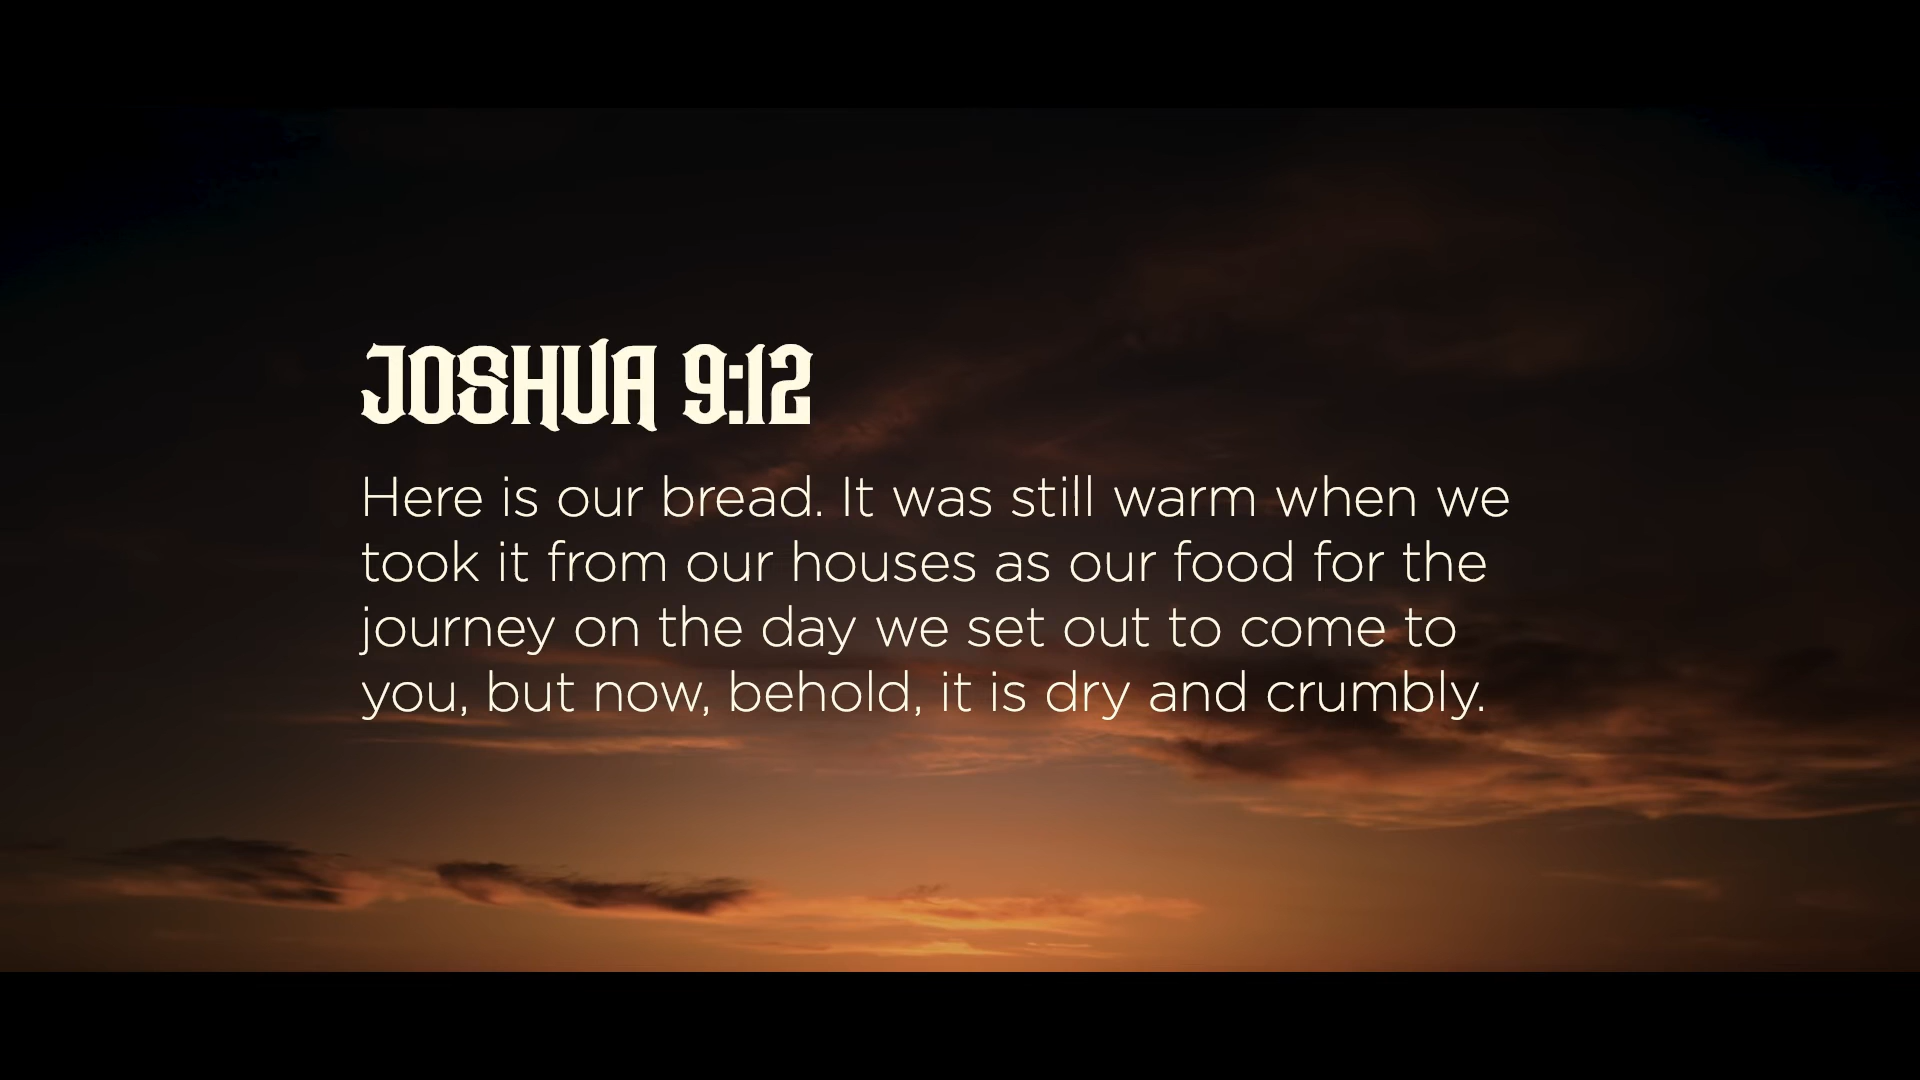 JOSHUA 9:12
Here is our bread. It was still warm when we
took it from our houses as our food for the
journey on the day we set out to come to
you, but now, behold, it is dry and crumbly.